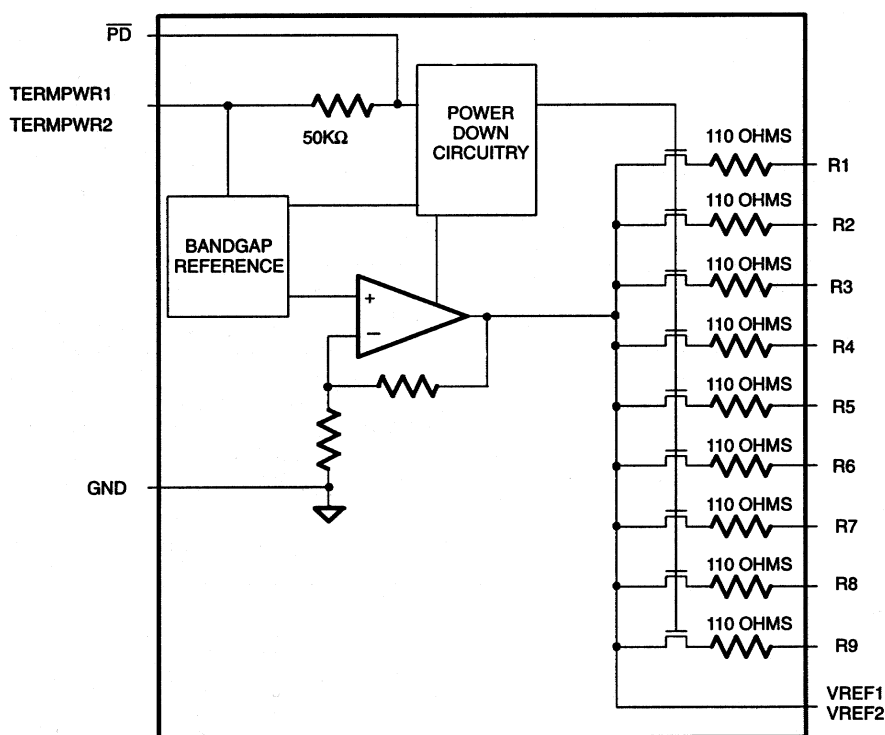 PD
TERMPWR1
TERMPWR2
50KΩ
POWER
DOWN
CIRCUITRY
BANDGAP
REFERENCE
+
−
GND
110 OHMS
R1
110 OHMS
R2
110 OHMS
R3
110 OHMS
R4
110 OHMS
R5
110 OHMS
R6
110 OHMS
R7
110 OHMS
R8
110 OHMS
R9
VREF1
VREF2